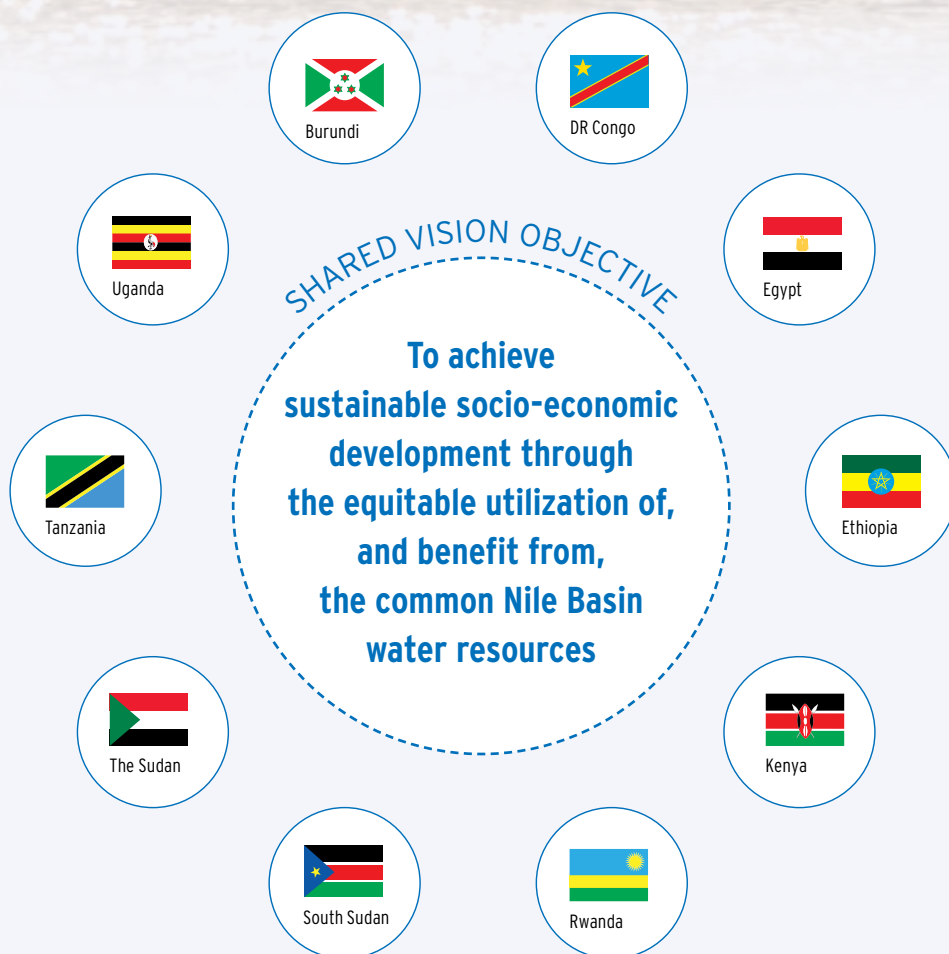 Burundi
DR Congo
Uganda
Egypt
SHARED VISION OBJECTIVE
To achieve
sustainable socio-economic
development through
the equitable utilization of,
and benefit from,
the common Nile Basin
water resources
Tanzania
Ethiopia
The Sudan
Kenya
South Sudan
Rwanda